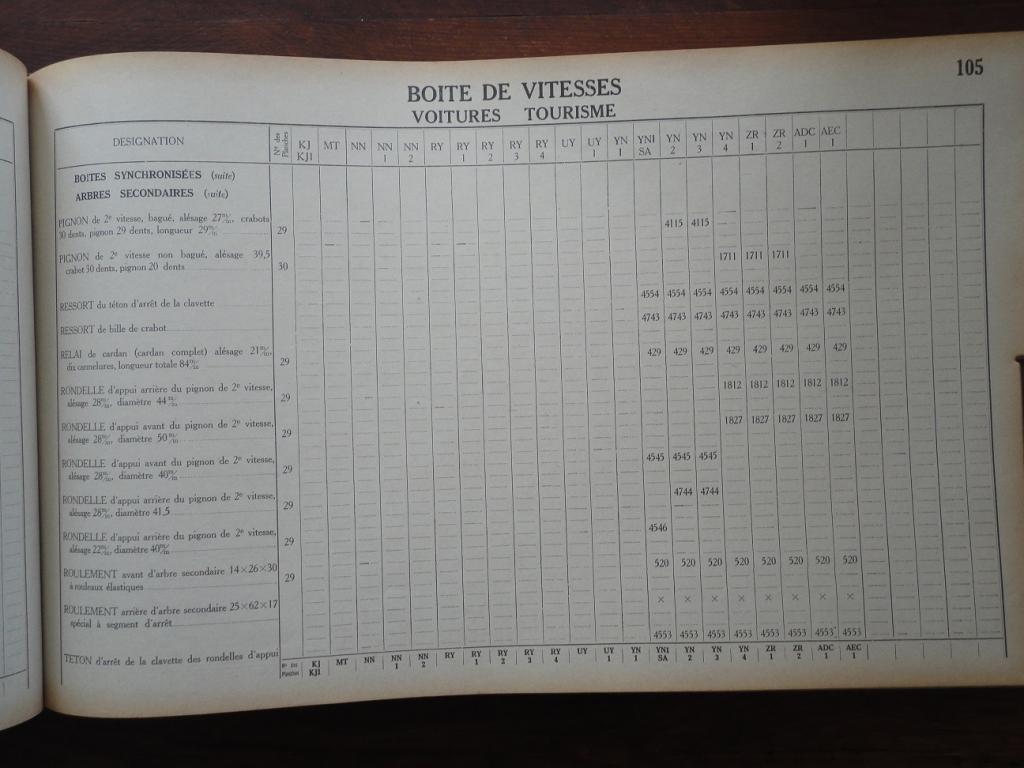 105
BOITE DE VITESSES
VOITURES TOURISME
DESIGNATION Nº des Planches KJ KJ1 MT NN NN 1 NN 2 RY RY 1 RY 2 RY 3 RY 4 UY UY 1 YN 1 YN1 SA YN 2 YN 3 YN 4 ZR 1 ZR 2 ADC 1 AEC 1
BOITES SYNCHRONISÉES (suite)
ARBRES SECONDAIRES (suite)
PIGNON de 2e vitesse, bagué, alésage 27m/m, crabots
30 dents, pignon 29 dents, longueur 29m/m 29 4115 4115
PIGNON de 2e vitesse non bagué, alésage 39,5
crabot 30 dents, pignon 20 dents 30 1711 1711 1711
RESSORT du téton d'arrêt de la clavette 4554 4554 4554 4554 4554 4554 4554 4554
RESSORT de bille de crabot 4743 4743 4743 4743 4743 4743 4743 4743
RELAI de cardan (cardan complet) alésage 21m/m,
dix cannelures, longueur totale 84m/m 29 429 429 429 429 429 429 429 429
RONDELLE d'appui arrière du pignon de 2e vitesse,
alésage 28m/m, diamètre 44m/m 29 1812 1812 1812 1812 1812
RONDELLE d'appui avant du pignon de 2e vitesse,
alésage 28m/m, diamètre 50m/m 29 1827 1827 1827 1827 1827
RONDELLE d'appui avant du pignon de 2e vitesse,
alésage 28m/m, diamètre 40m/m 29 4545 4545 4545
RONDELLE d'appui arrière du pignon de 2e vitesse,
alésage 28m/m, diamètre 41,5 29 4744 4744
RONDELLE d'appui arrière du pignon de 2e vitesse,
alésage 22m/m, diamètre 40m/m 29 4546
ROULEMENT avant d'arbre secondaire 14×26×30
à rouleaux élastiques 29 520 520 520 520 520 520 520 520
ROULEMENT arrière d'arbre secondaire 25×62×17
spécial à segment d'arrêt × × × × × × × ×
TETON d'arrêt de la clavette des rondelles d'appui 4553 4553 4553 4553 4553 4553 4553 4553
Nº des Planches KJ KJ1 MT NN NN 1 NN 2 RY RY 1 RY 2 RY 3 RY 4 UY UY 1 YN 1 YN1 SA YN 2 YN 3 YN 4 ZR 1 ZR 2 ADC 1 AEC 1